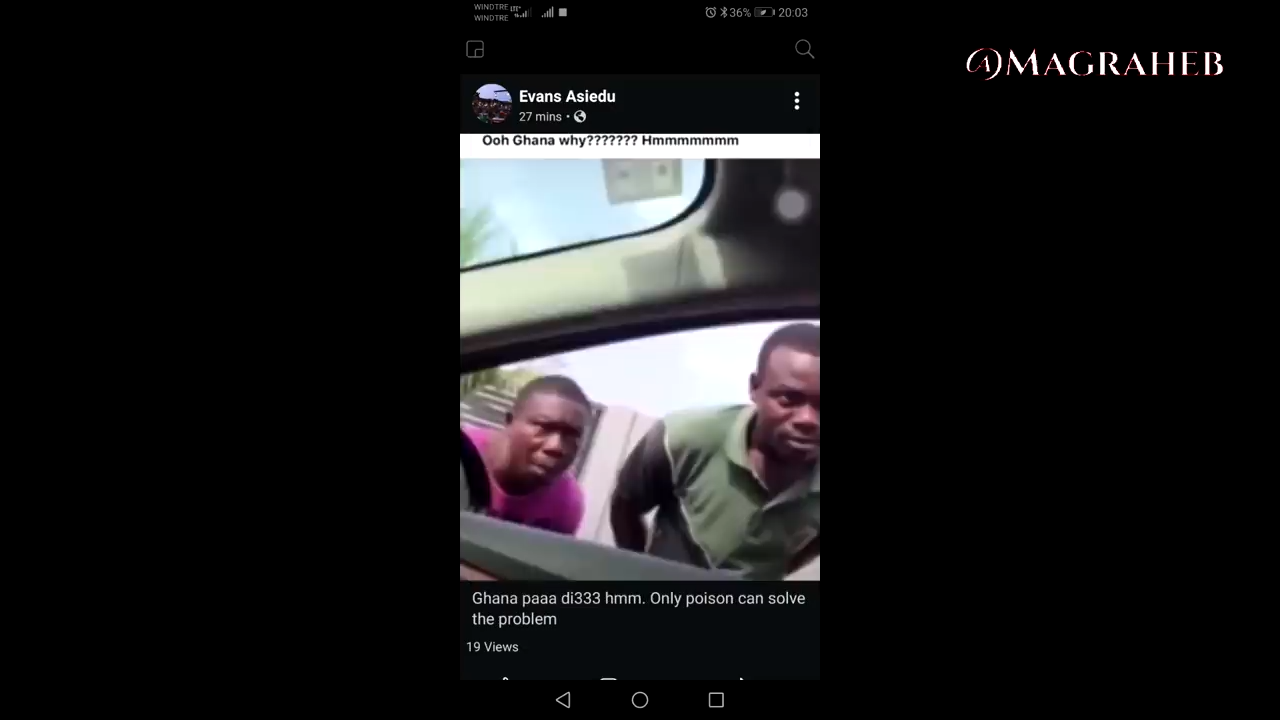 WINDTRE LTE
WINDTRE
36% 20:03
@MAGRAHEB
Evans Asiedu
27 mins •
Ooh Ghana why??????? Hmmmmmmm
Ghana paaa di333 hmm. Only poison can solve
the problem
19 Views